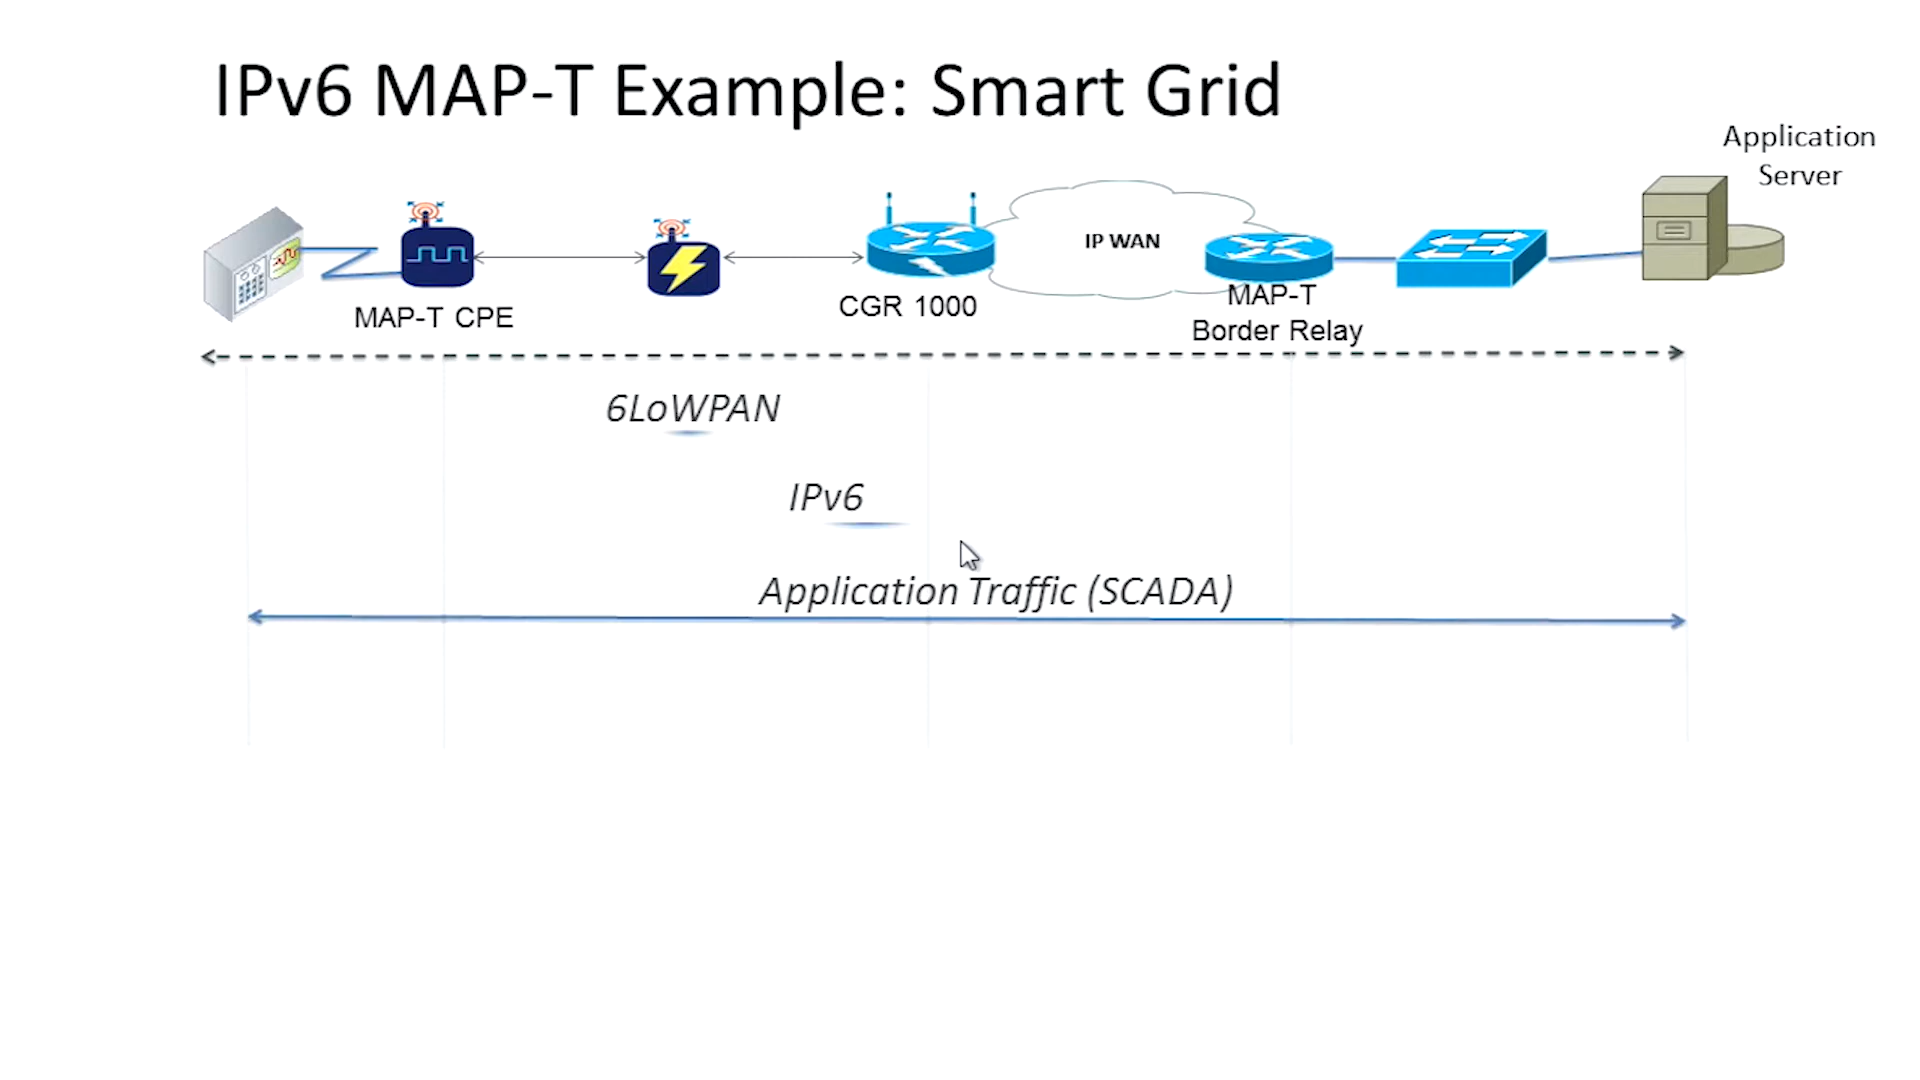 IPv6 MAP-T Example: Smart Grid
Application
Server
IP WAN
MAP-T CPE
CGR 1000
MAP-T
Border Relay
6LoWPAN
IPv6
Application Traffic (SCADA)